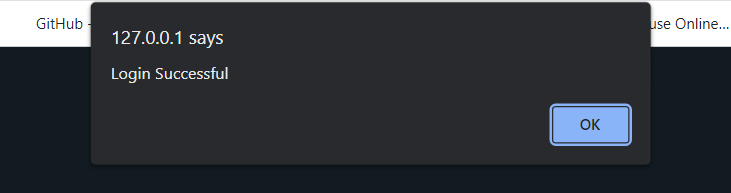 GitHub -
use Online...
127.0.0.1 says
Login Successful
OK